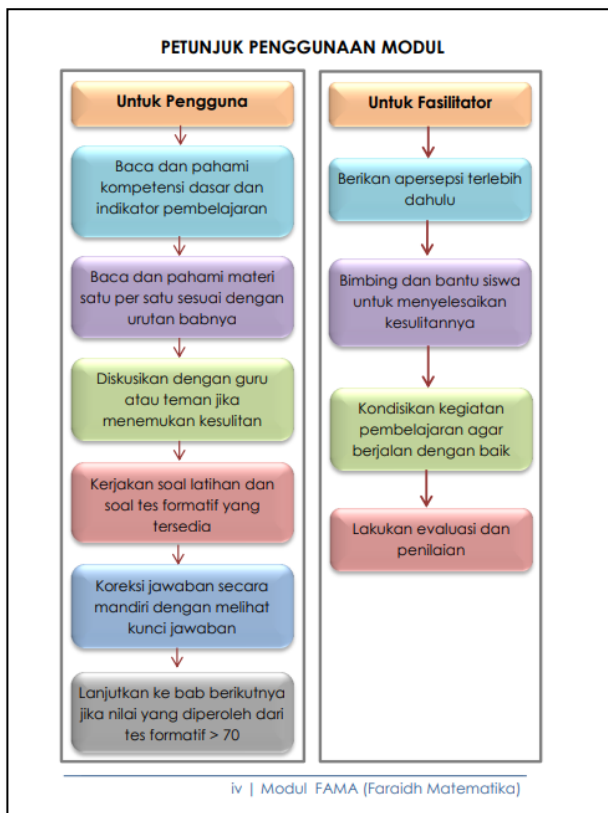 PETUNJUK PENGGUNAAN MODUL
Untuk Pengguna
Baca dan pahami
kompetensi dasar dan
indikator pembelajaran
Baca dan pahami materi
satu per satu sesuai dengan
urutan babnya
Diskusikan dengan guru
atau teman jika
menemukan kesulitan
Kerjakan soal latihan dan
soal tes formatif yang
tersedia
Koreksi jawaban secara
mandiri dengan melihat
kunci jawaban
Lanjutkan ke bab berikutnya
jika nilai yang diperoleh dari
tes formatif > 70
Untuk Fasilitator
Berikan apersepsi terlebih
dahulu
Bimbing dan bantu siswa
untuk menyelesaikan
kesulitannya
Kondisikan kegiatan
pembelajaran agar
berjalan dengan baik
Lakukan evaluasi dan
penilaian
iv | Modul FAMA (Faraidh Matematika)